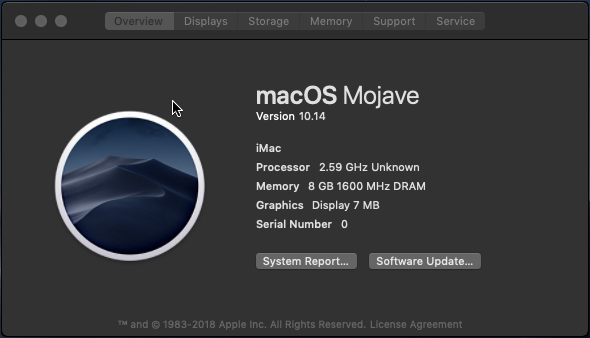 Overview Displays Storage Memory Support Service
macOS Mojave
Version 10.14
iMac
Processor 2.59 GHz Unknown
Memory 8 GB 1600 MHz DRAM
Graphics Display 7 MB
Serial Number 0
System Report... Software Update...
™ and © 1983-2018 Apple Inc. All Rights Reserved. License Agreement